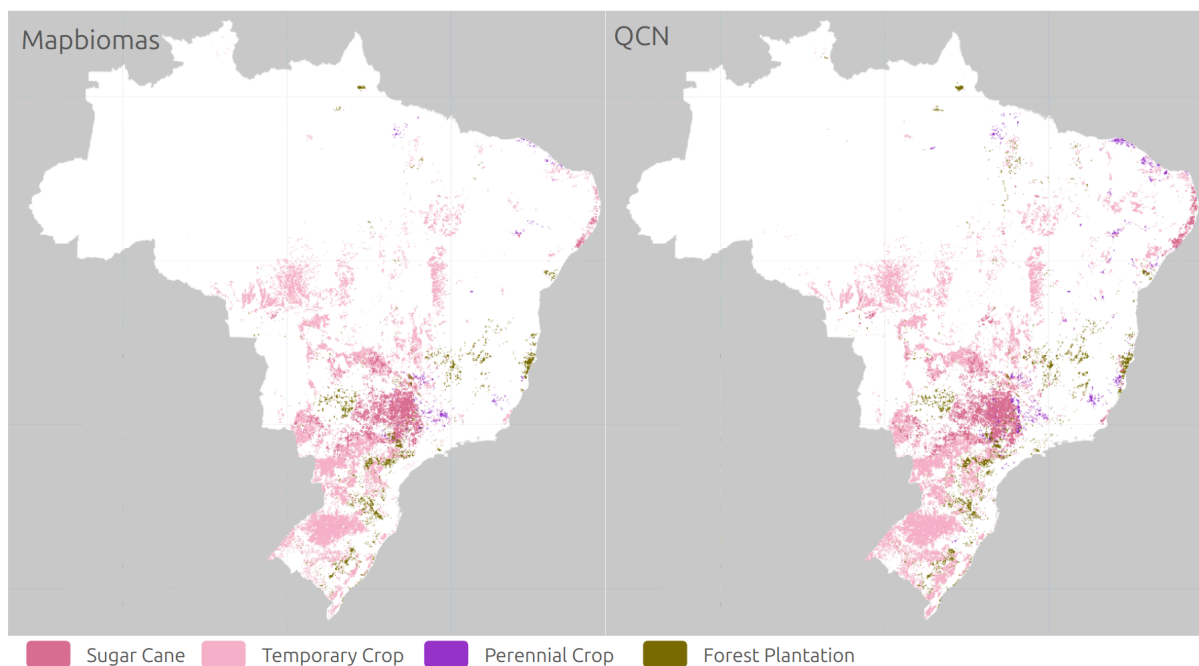 Mapbiomas
QCN
Sugar Cane
Temporary Crop
Perennial Crop
Forest Plantation